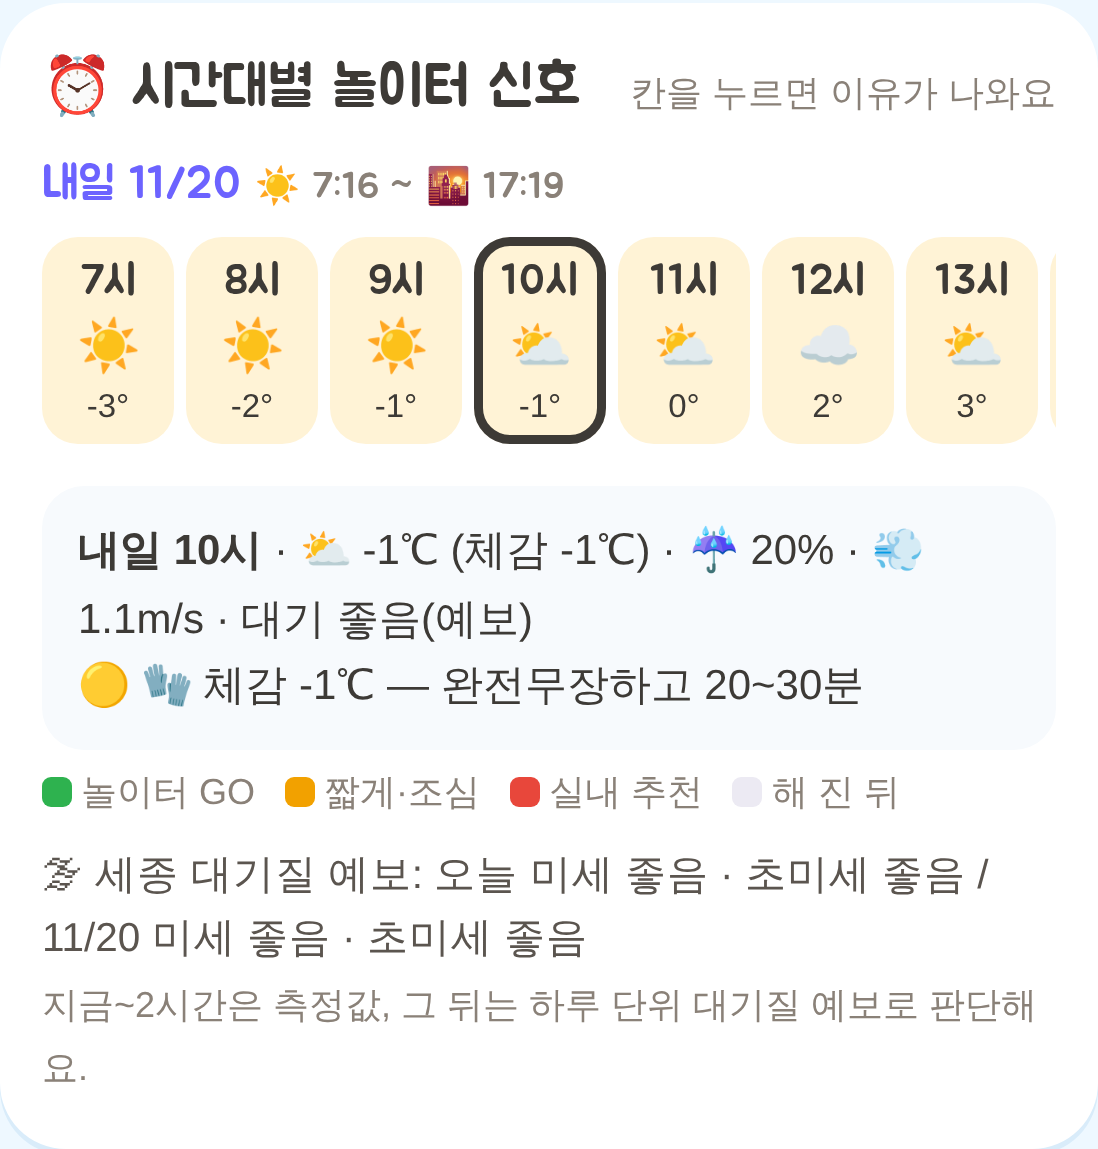 ⏰ 시간대별 놀이터 신호 칸을 누르면 이유가 나와요
내일 11/20 ☀️ 7:16 ~ 🌇 17:19
7시 8시 9시 10시 11시 12시 13시
-3° -2° -1° -1° 0° 2° 3°
내일 10시 · ⛅ -1℃ (체감 -1℃) · ☔ 20% · 💨
1.1m/s · 대기 좋음(예보)
🟡 🧤 체감 -1℃ — 완전무장하고 20~30분
놀이터 GO 짧게·조심 실내 추천 해 진 뒤
🌫 세종 대기질 예보: 오늘 미세 좋음 · 초미세 좋음 /
11/20 미세 좋음 · 초미세 좋음
지금~2시간은 측정값, 그 뒤는 하루 단위 대기질 예보로 판단해
요.